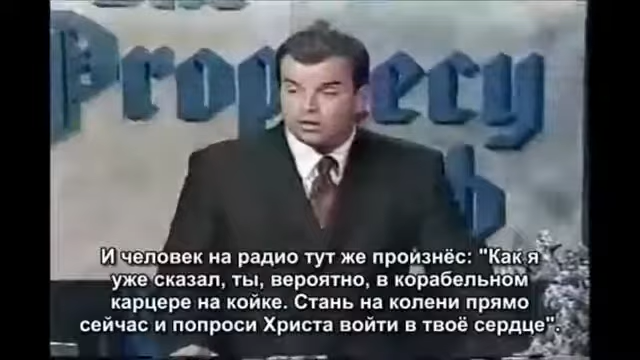 Prophecy
И человек на радио тут же произнёс: "Как я
уже сказал, ты, вероятно, в корабельном
карцере на койке. Стань на колени прямо
сейчас и попроси Христа войти в твоё сердце".